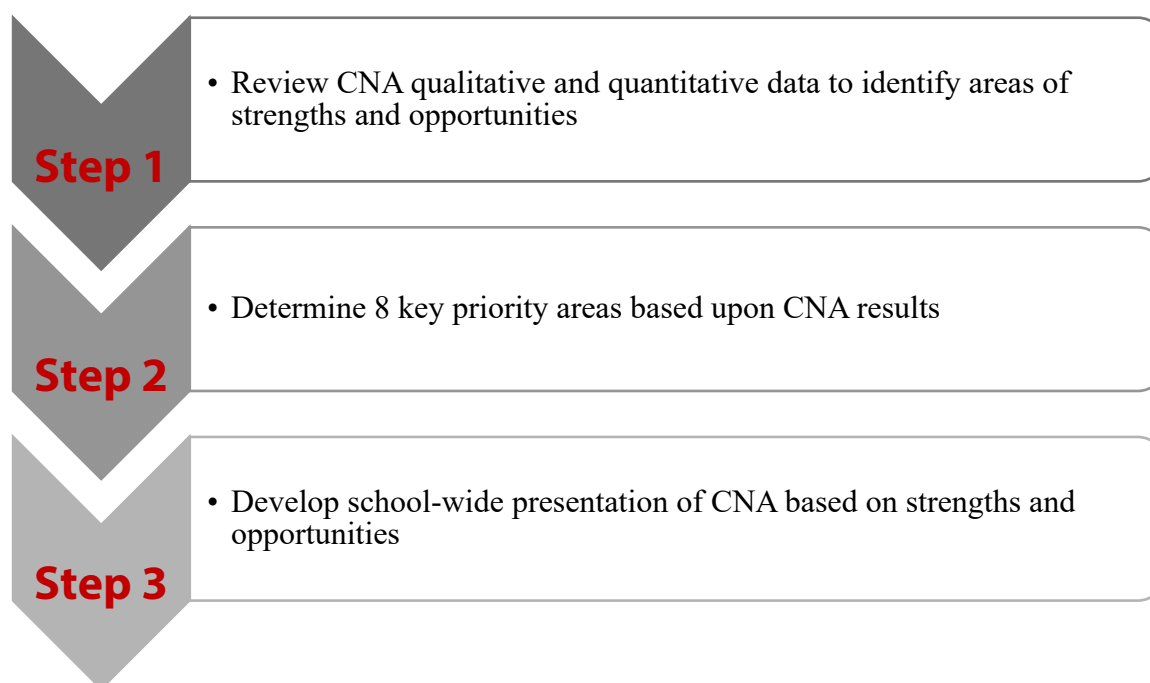 Step 1
• Review CNA qualitative and quantitative data to identify areas of
strengths and opportunities
Step 2
• Determine 8 key priority areas based upon CNA results
Step 3
• Develop school-wide presentation of CNA based on strengths and
opportunities